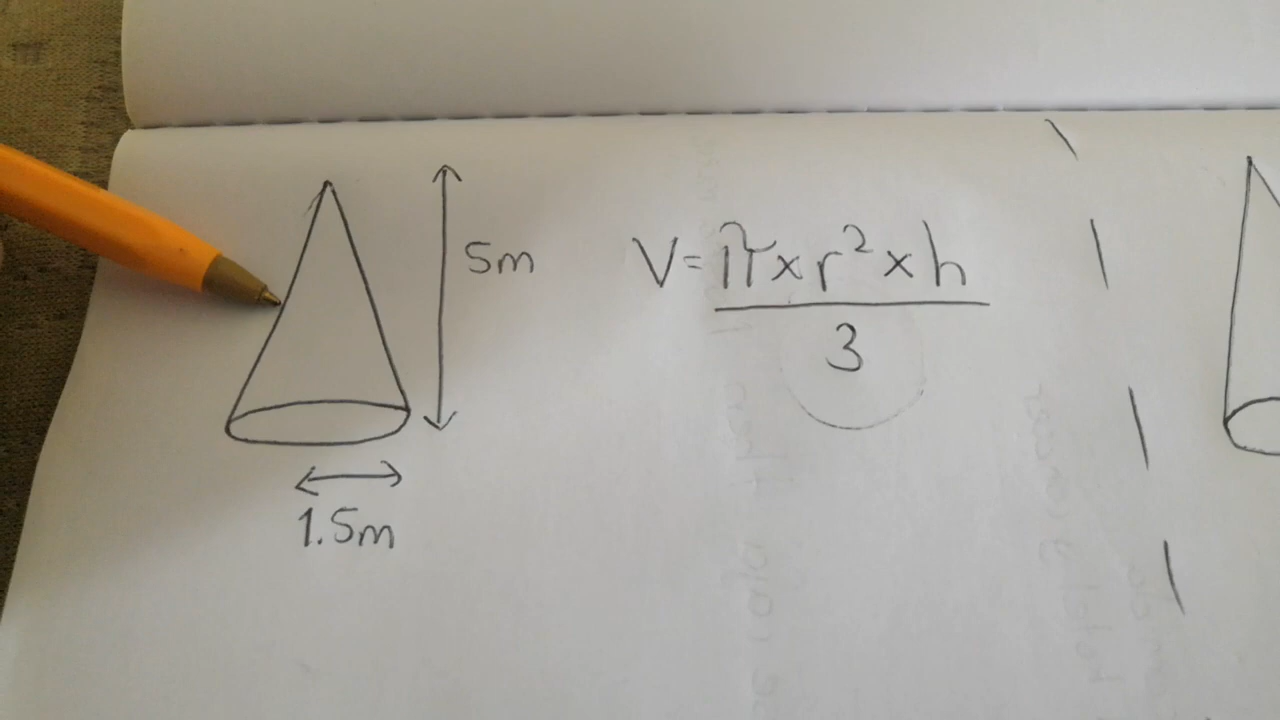 5m
V= π x r² x h
3
1.5m